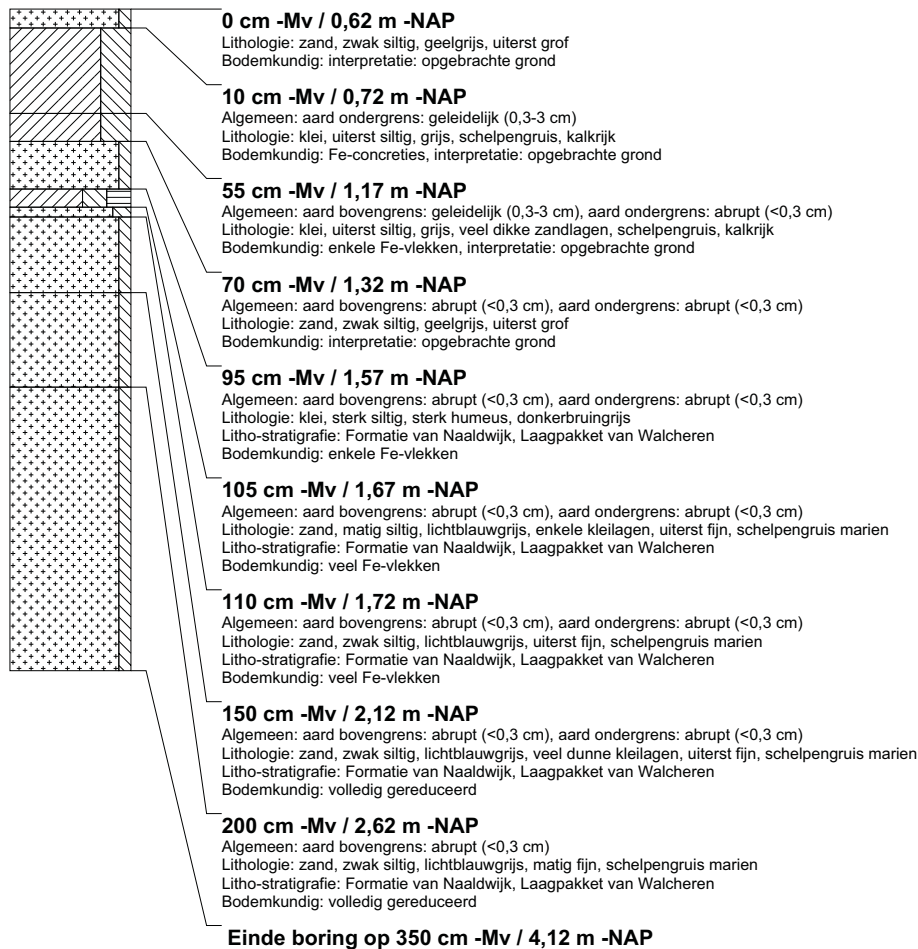 0 cm -Mv / 0,62 m -NAP
Lithologie: zand, zwak siltig, geelgrijs, uiterst grof
Bodemkundig: interpretatie: opgebrachte grond
10 cm -Mv / 0,72 m -NAP
Algemeen: aard ondergrens: geleidelijk (0,3-3 cm)
Lithologie: klei, uiterst siltig, grijs, schelpengruis, kalkrijk
Bodemkundig: Fe-concreties, interpretatie: opgebrachte grond
55 cm -Mv / 1,17 m -NAP
Algemeen: aard bovengrens: geleidelijk (0,3-3 cm), aard ondergrens: abrupt (<0,3 cm)
Lithologie: klei, uiterst siltig, grijs, veel dikke zandlagen, schelpengruis, kalkrijk
Bodemkundig: enkele Fe-vlekken, interpretatie: opgebrachte grond
70 cm -Mv / 1,32 m -NAP
Algemeen: aard bovengrens: abrupt (<0,3 cm), aard ondergrens: abrupt (<0,3 cm)
Lithologie: zand, zwak siltig, geelgrijs, uiterst grof
Bodemkundig: interpretatie: opgebrachte grond
95 cm -Mv / 1,57 m -NAP
Algemeen: aard bovengrens: abrupt (<0,3 cm), aard ondergrens: abrupt (<0,3 cm)
Lithologie: klei, sterk siltig, sterk humeus, donkerbruingrijs
Litho-stratigrafie: Formatie van Naaldwijk, Laagpakket van Walcheren
Bodemkundig: enkele Fe-vlekken
105 cm -Mv / 1,67 m -NAP
Algemeen: aard bovengrens: abrupt (<0,3 cm), aard ondergrens: abrupt (<0,3 cm)
Lithologie: zand, matig siltig, lichtblauwgrijs, enkele kleilagen, uiterst fijn, schelpengruis marien
Litho-stratigrafie: Formatie van Naaldwijk, Laagpakket van Walcheren
Bodemkundig: veel Fe-vlekken
110 cm -Mv / 1,72 m -NAP
Algemeen: aard bovengrens: abrupt (<0,3 cm), aard ondergrens: abrupt (<0,3 cm)
Lithologie: zand, zwak siltig, lichtblauwgrijs, uiterst fijn, schelpengruis marien
Litho-stratigrafie: Formatie van Naaldwijk, Laagpakket van Walcheren
Bodemkundig: veel Fe-vlekken
150 cm -Mv / 2,12 m -NAP
Algemeen: aard bovengrens: abrupt (<0,3 cm), aard ondergrens: abrupt (<0,3 cm)
Lithologie: zand, zwak siltig, lichtblauwgrijs, veel dunne kleilagen, uiterst fijn, schelpengruis marien
Litho-stratigrafie: Formatie van Naaldwijk, Laagpakket van Walcheren
Bodemkundig: volledig gereduceerd
200 cm -Mv / 2,62 m -NAP
Algemeen: aard bovengrens: abrupt (<0,3 cm)
Lithologie: zand, zwak siltig, lichtblauwgrijs, matig fijn, schelpengruis marien
Litho-stratigrafie: Formatie van Naaldwijk, Laagpakket van Walcheren
Bodemkundig: volledig gereduceerd
Einde boring op 350 cm -Mv / 4,12 m -NAP